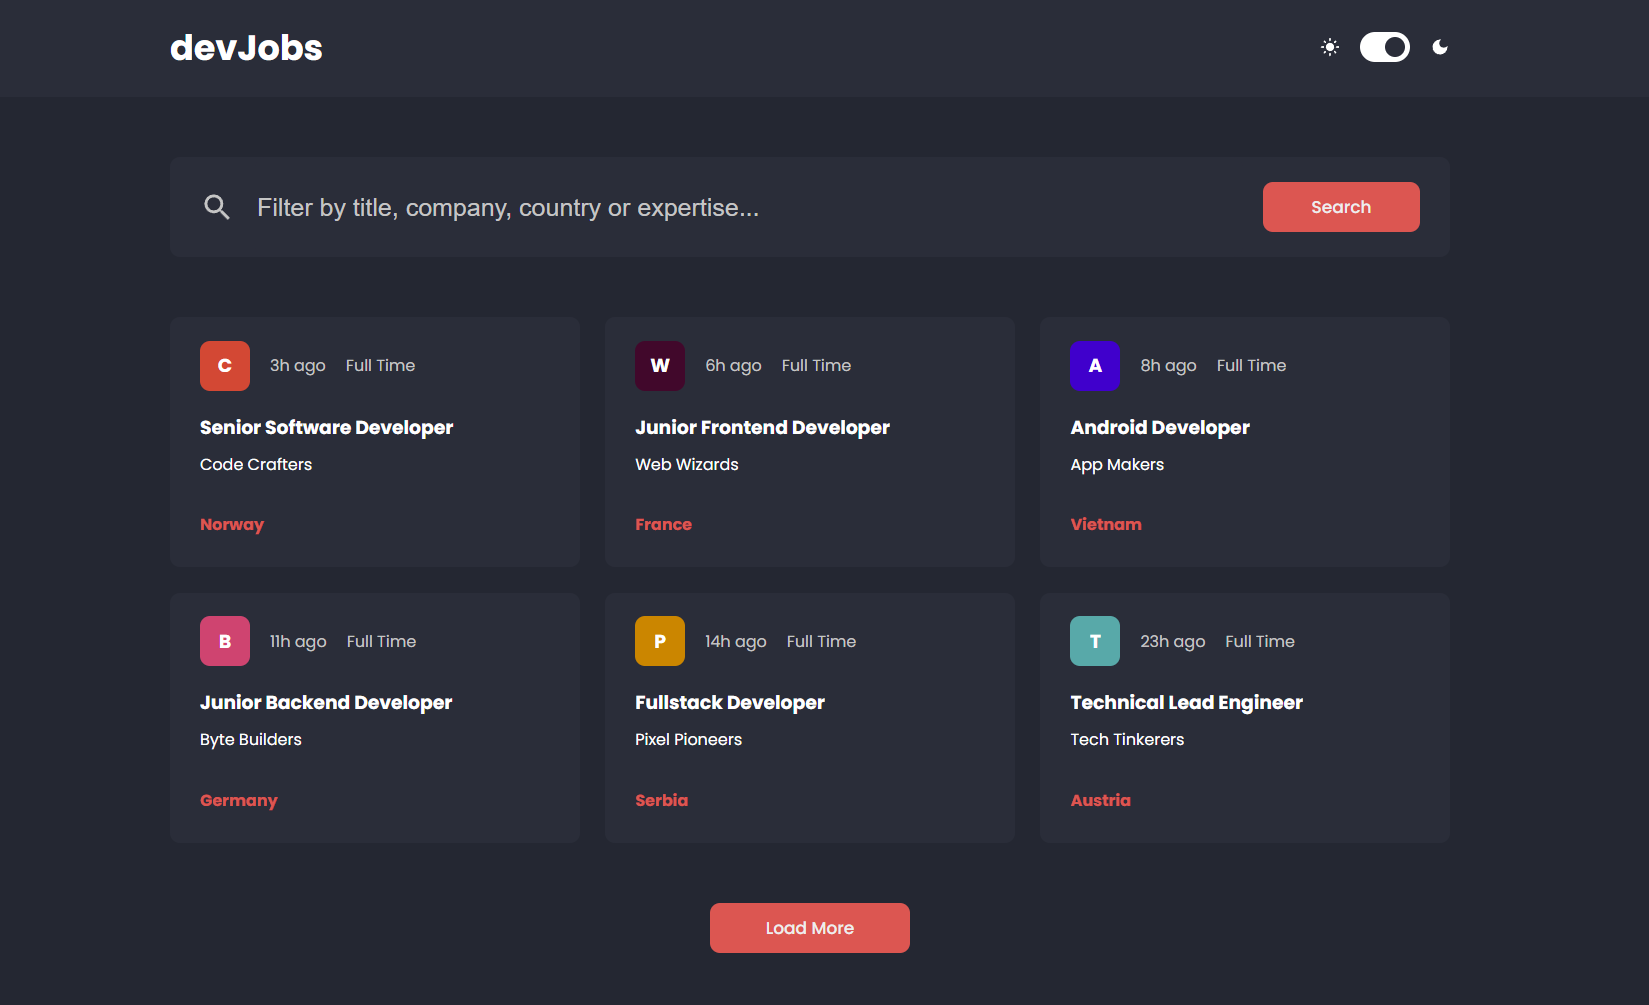 devJobs
Filter by title, company, country or expertise...
Search
C 3h ago Full Time
Senior Software Developer
Code Crafters
Norway
W 6h ago Full Time
Junior Frontend Developer
Web Wizards
France
A 8h ago Full Time
Android Developer
App Makers
Vietnam
B 11h ago Full Time
Junior Backend Developer
Byte Builders
Germany
P 14h ago Full Time
Fullstack Developer
Pixel Pioneers
Serbia
T 23h ago Full Time
Technical Lead Engineer
Tech Tinkerers
Austria
Load More